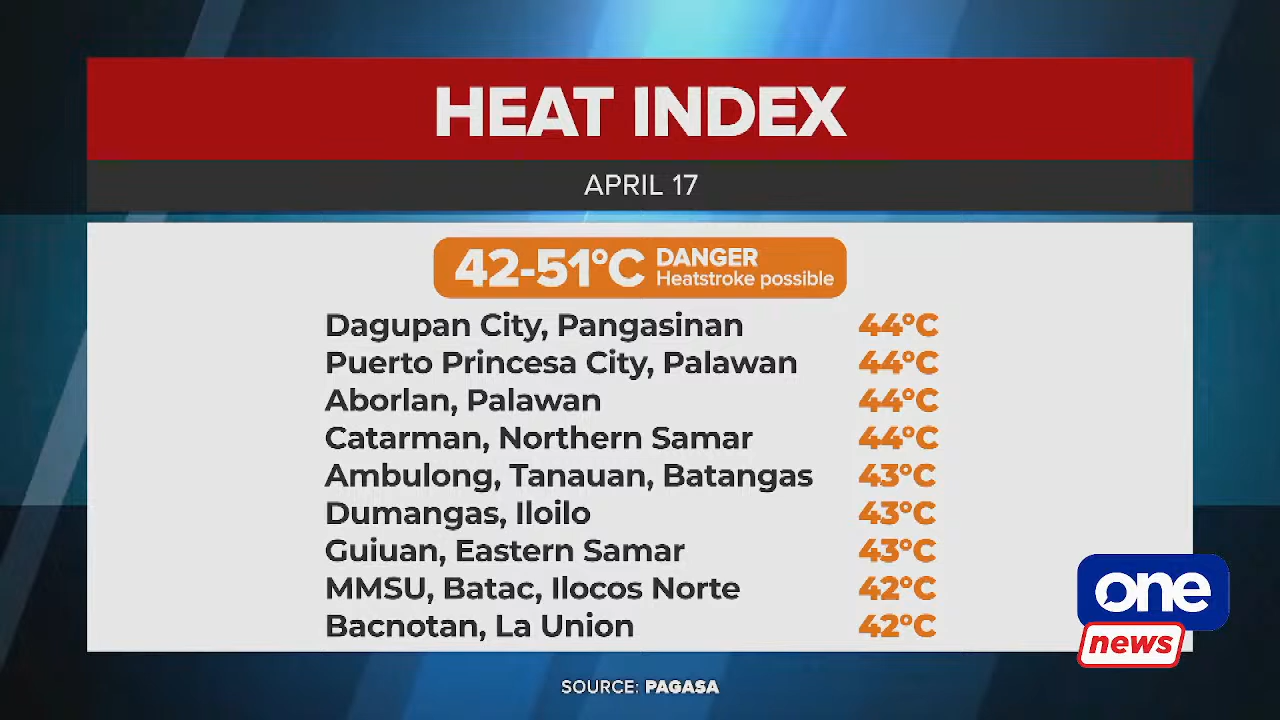 HEAT INDEX
APRIL 17
42-51°C DANGER
Heatstroke possible
Dagupan City, Pangasinan 44°C
Puerto Princesa City, Palawan 44°C
Aborlan, Palawan 44°C
Catarman, Northern Samar 44°C
Ambulong, Tanauan, Batangas 43°C
Dumangas, Iloilo 43°C
Guiuan, Eastern Samar 43°C
MMSU, Batac, Ilocos Norte 42°C
Bacnotan, La Union 42°C
one
news
SOURCE: PAGASA